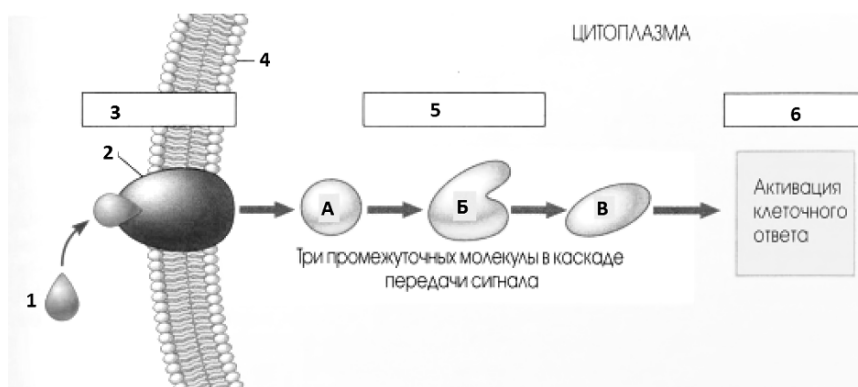 ЦИТОПЛАЗМА
4
3
5
6
2
А
Б
В
Активация
клеточного
ответа
Три промежуточных молекулы в каскаде
передачи сигнала
1